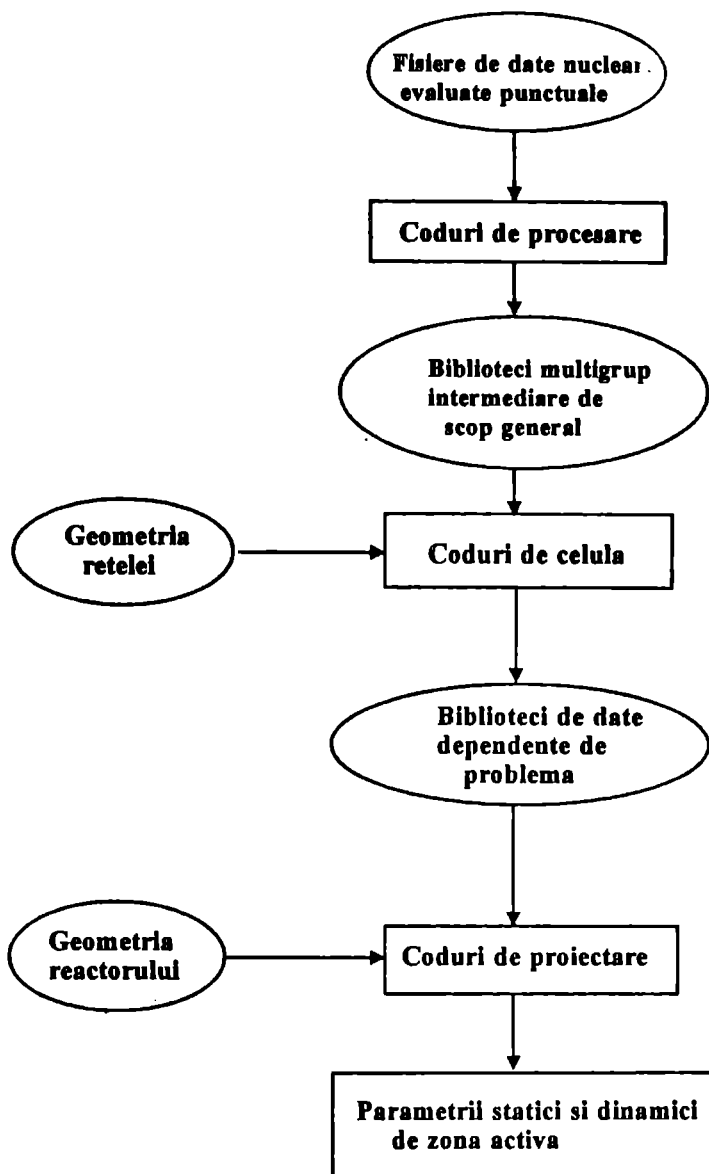 Fisiere de date nuclear
evaluate punctuale
Coduri de procesare
Biblioteci multigrup
intermediare de
scop general
Geometria
retelei
Coduri de celula
Biblioteci de date
dependente de
problema
Geometria
reactorului
Coduri de proiectare
Parametrii statici si dinamici
de zona activa